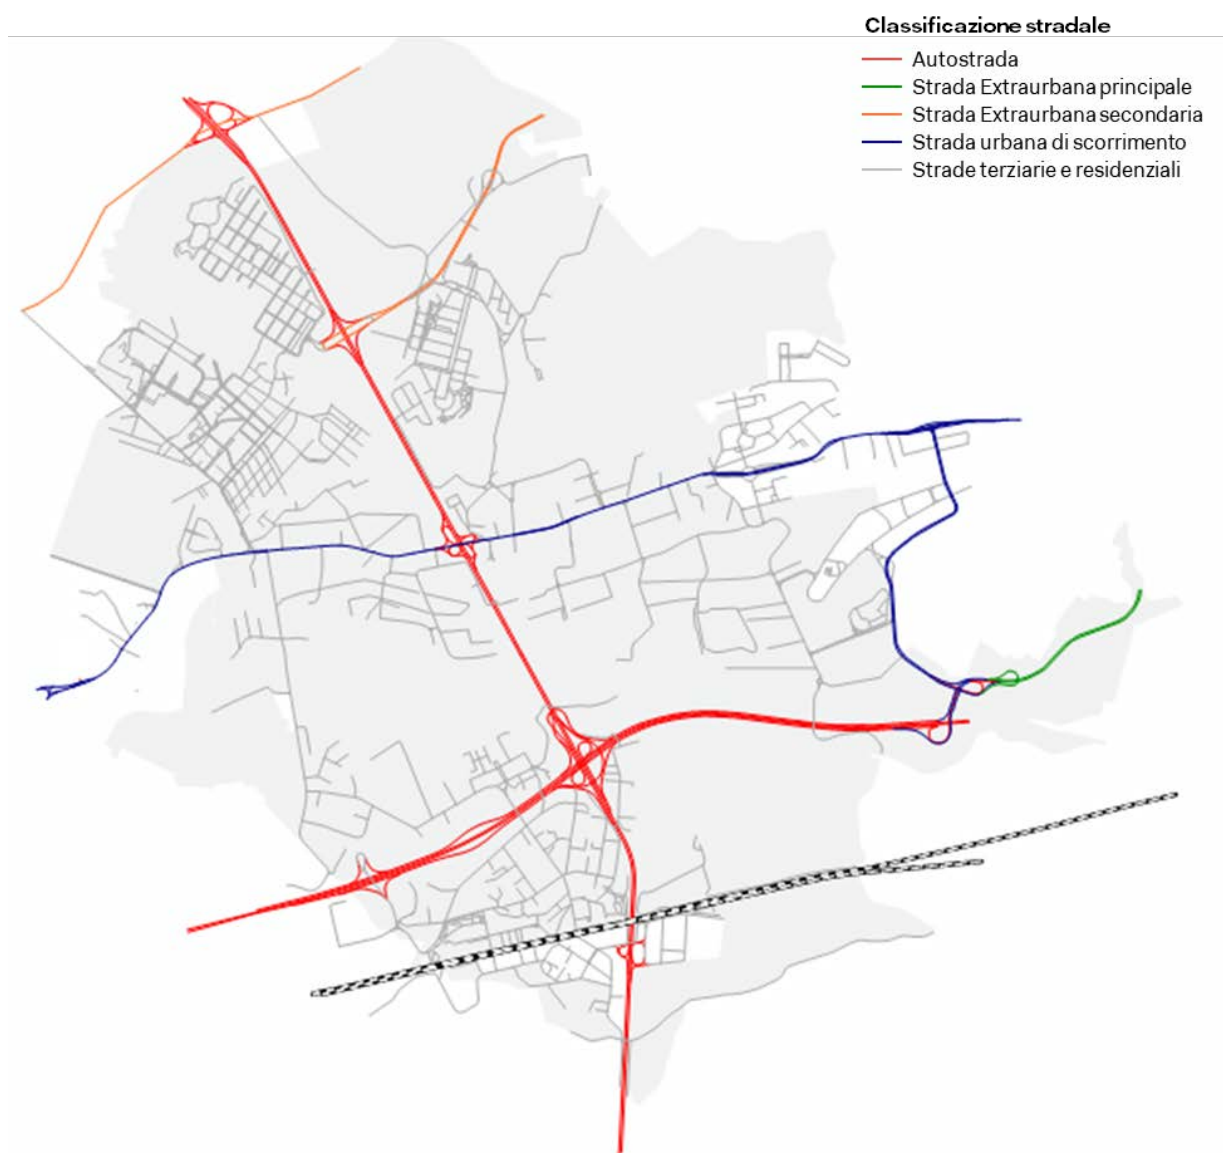 Classificazione stradale
Autostrada
Strada Extraurbana principale
Strada Extraurbana secondaria
Strada urbana di scorrimento
Strade terziarie e residenziali